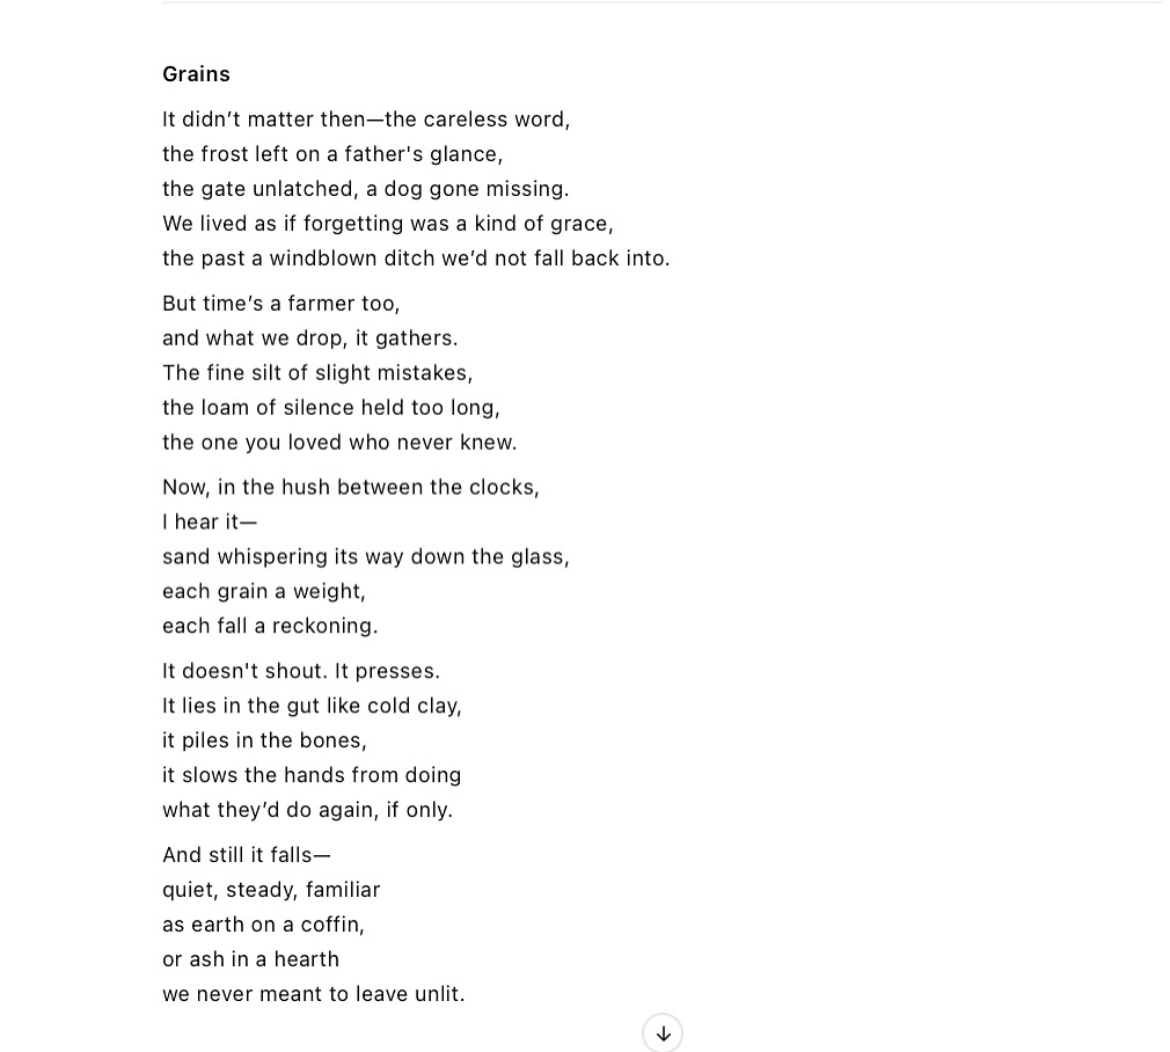 Grains
It didn’t matter then—the careless word,
the frost left on a father's glance,
the gate unlatched, a dog gone missing.
We lived as if forgetting was a kind of grace,
the past a windblown ditch we’d not fall back into.
But time’s a farmer too,
and what we drop, it gathers.
The fine silt of slight mistakes,
the loam of silence held too long,
the one you loved who never knew.
Now, in the hush between the clocks,
I hear it—
sand whispering its way down the glass,
each grain a weight,
each fall a reckoning.
It doesn't shout. It presses.
It lies in the gut like cold clay,
it piles in the bones,
it slows the hands from doing
what they’d do again, if only.
And still it falls—
quiet, steady, familiar
as earth on a coffin,
or ash in a hearth
we never meant to leave unlit.